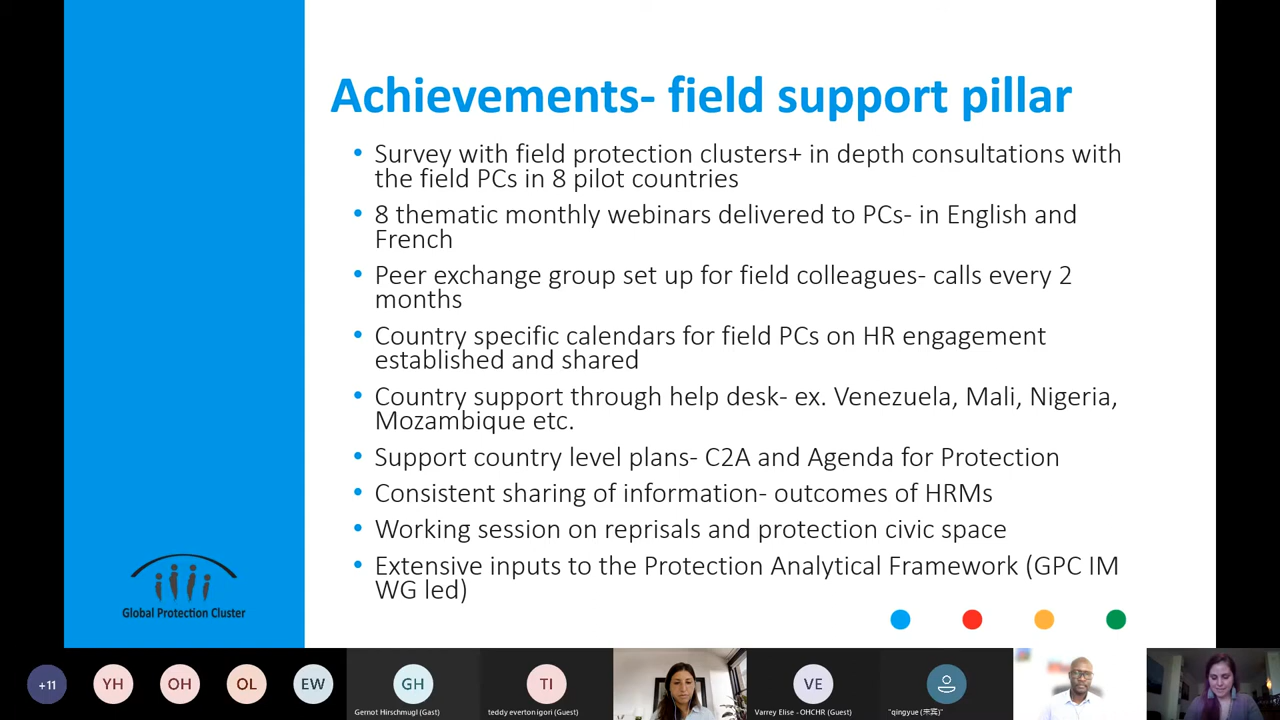 Achievements- field support pillar
• Survey with field protection clusters+ in depth consultations with
the field PCs in 8 pilot countries
• 8 thematic monthly webinars delivered to PCs- in English and
French
• Peer exchange group set up for field colleagues- calls every 2
months
• Country specific calendars for field PCs on HR engagement
established and shared
• Country support through help desk- ex. Venezuela, Mali, Nigeria,
Mozambique etc.
• Support country level plans- C2A and Agenda for Protection
• Consistent sharing of information- outcomes of HRMs
• Working session on reprisals and protection civic space
• Extensive inputs to the Protection Analytical Framework (GPC IM
WG led)
Global Protection Cluster
+11
YH
OH
OL
EW
GH
TI
VE
Gernot Hirschmugl (Gast)
teddy everton igori (Guest)
Varrey Elise - OHCHR (Guest)
"qingyue (来宾)"